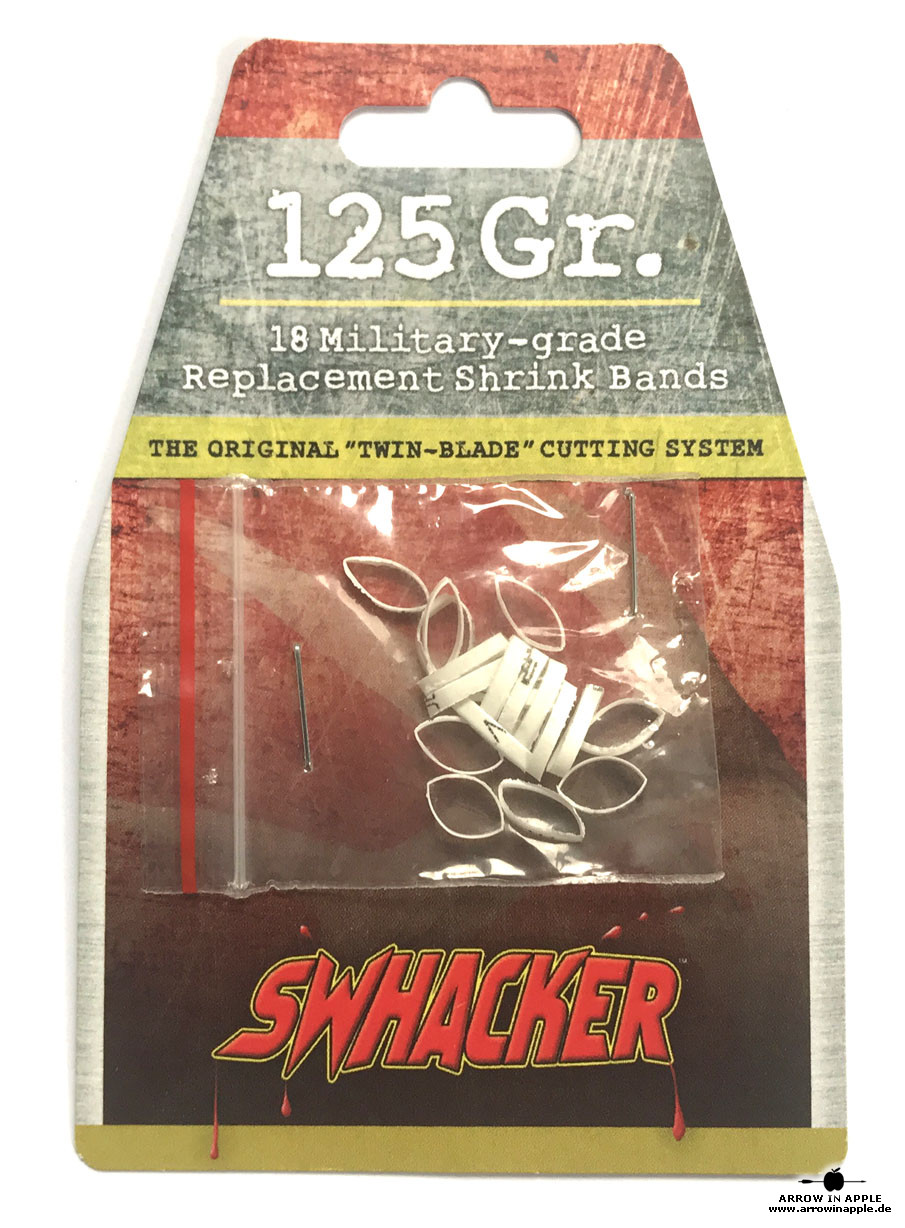 125 Gr.
18 Military-grade
Replacement Shrink Bands
THE ORIGINAL "TWIN-BLADE" CUTTING SYSTEM
SWHACKER™
ARROW IN APPLE
www.arrowinapple.de